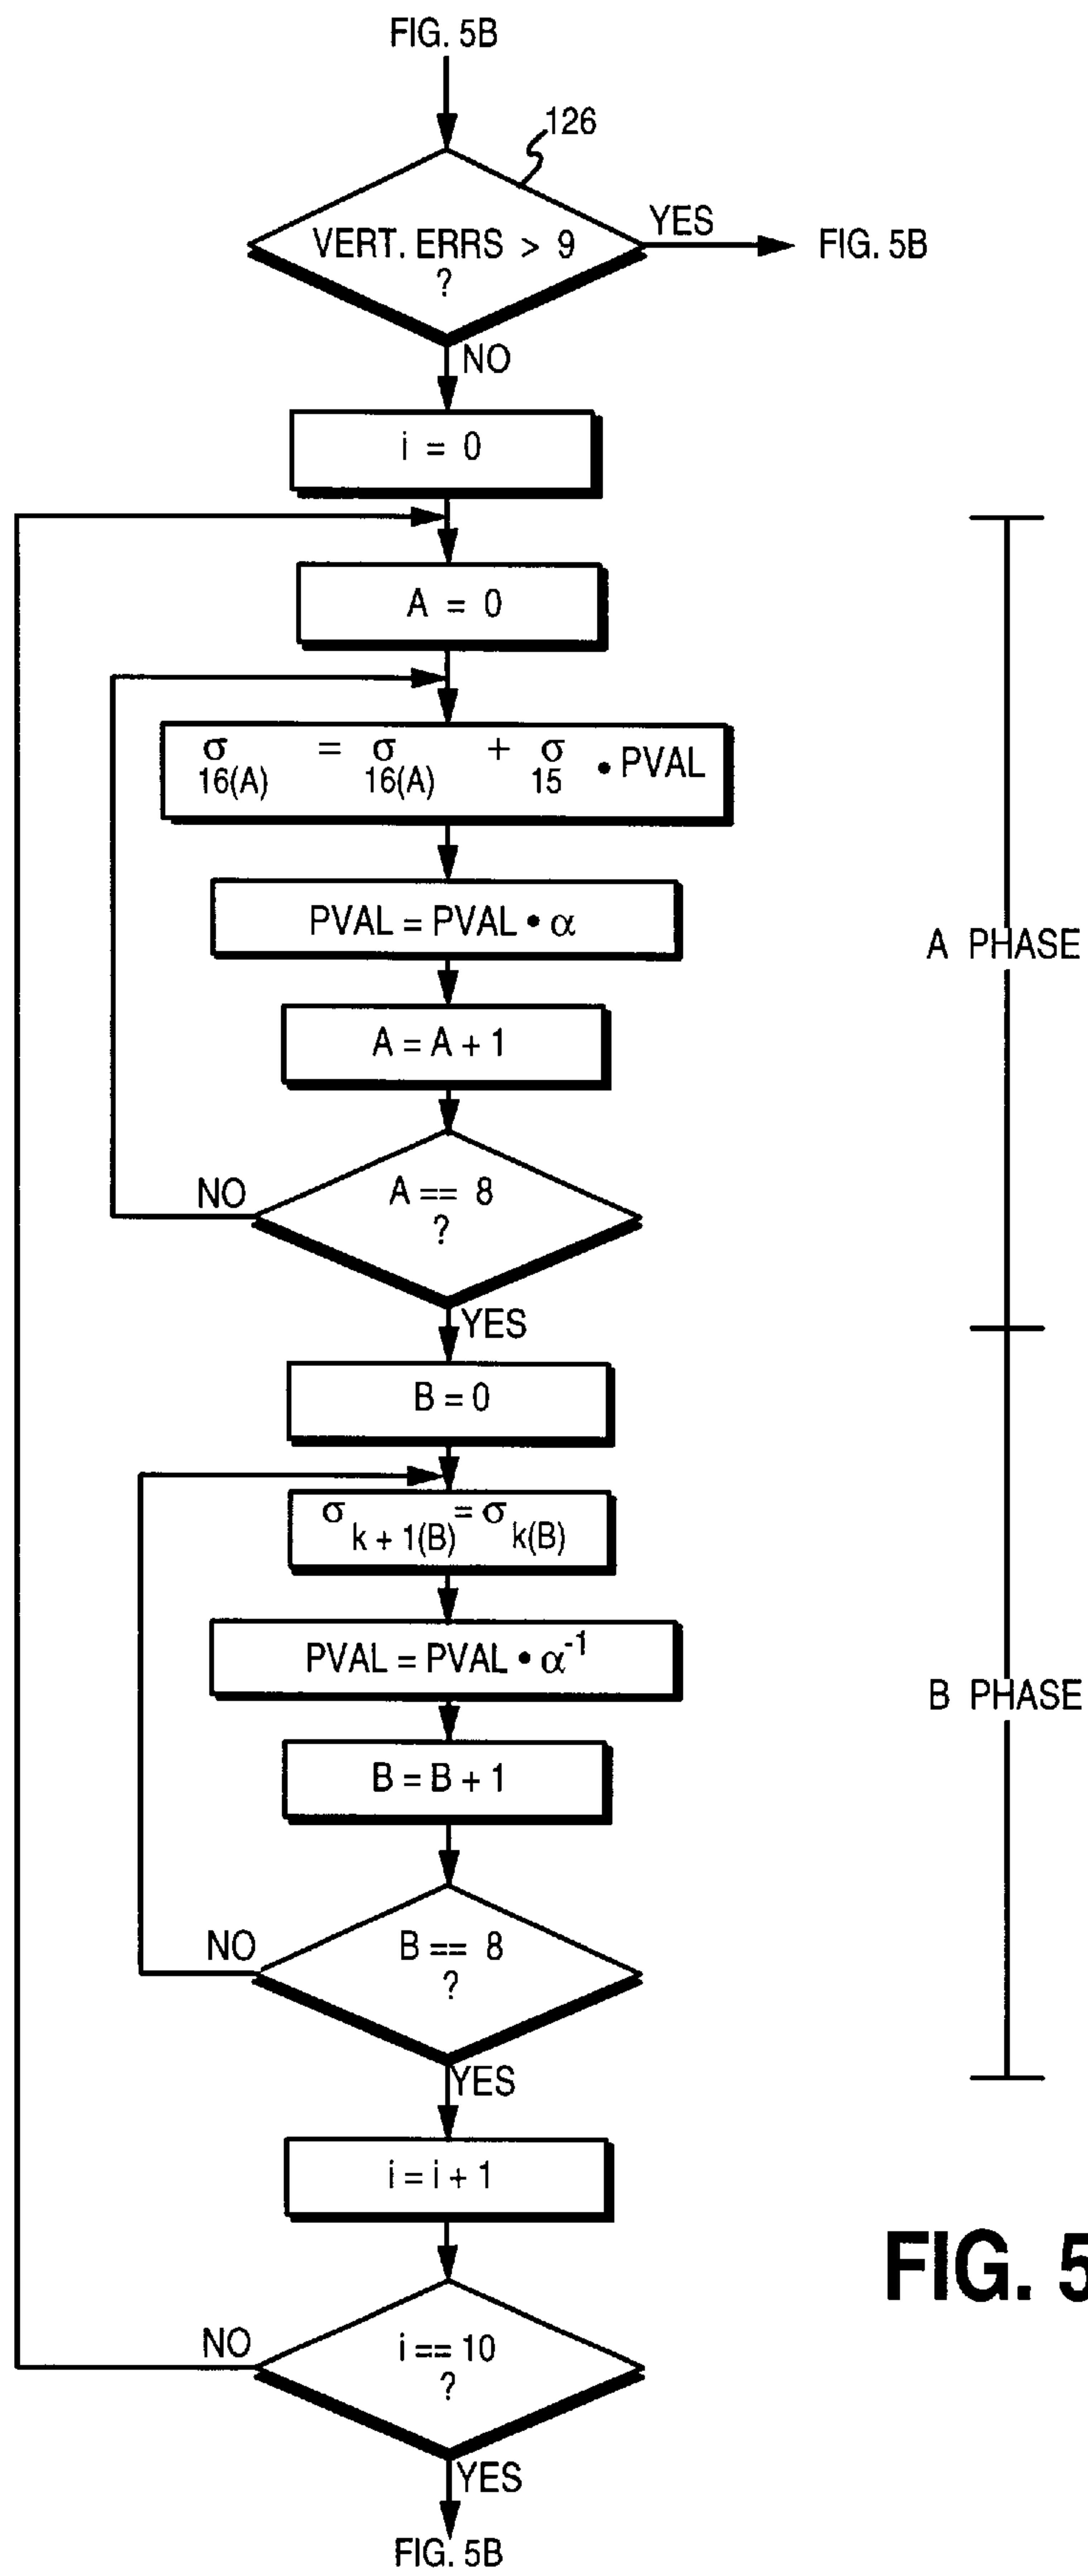 FIG. 5B
126
VERT. ERRS > 9
?
YES
FIG. 5B
NO
i = 0
A = 0
σ 16(A) = σ 16(A) + σ 15 • PVAL
PVAL = PVAL • α
A = A + 1
A PHASE
NO
A == 8
?
YES
B = 0
σ k + 1(B) = σ k(B)
PVAL = PVAL • α⁻¹
B PHASE
B = B + 1
NO
B == 8
?
YES
i = i + 1
FIG. 5
NO
i == 10
?
YES
FIG. 5B